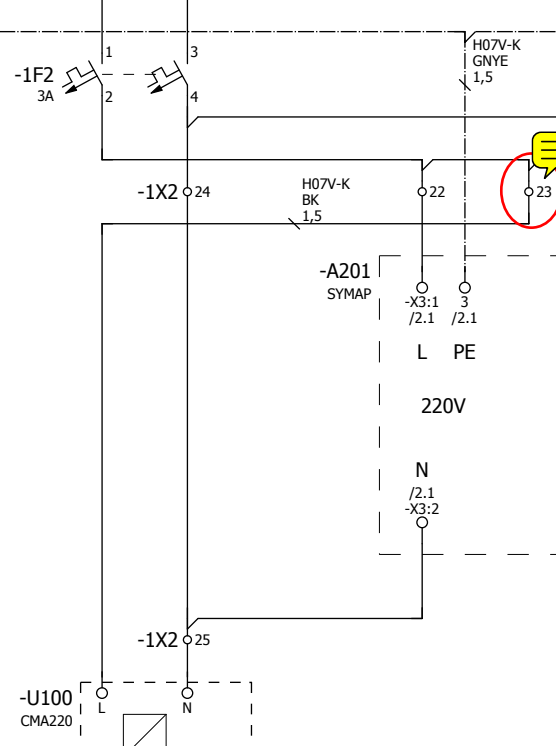 1
3
H07V-K
GNYE
1,5
-1F2
3A
2
4
-1X2 24
H07V-K
BK
1,5
22
23
-A201
SYMAP
-X3:1
/2.1
3
/2.1
L
PE
220V
N
/2.1
-X3:2
-1X2 25
-U100
CMA220
L
N